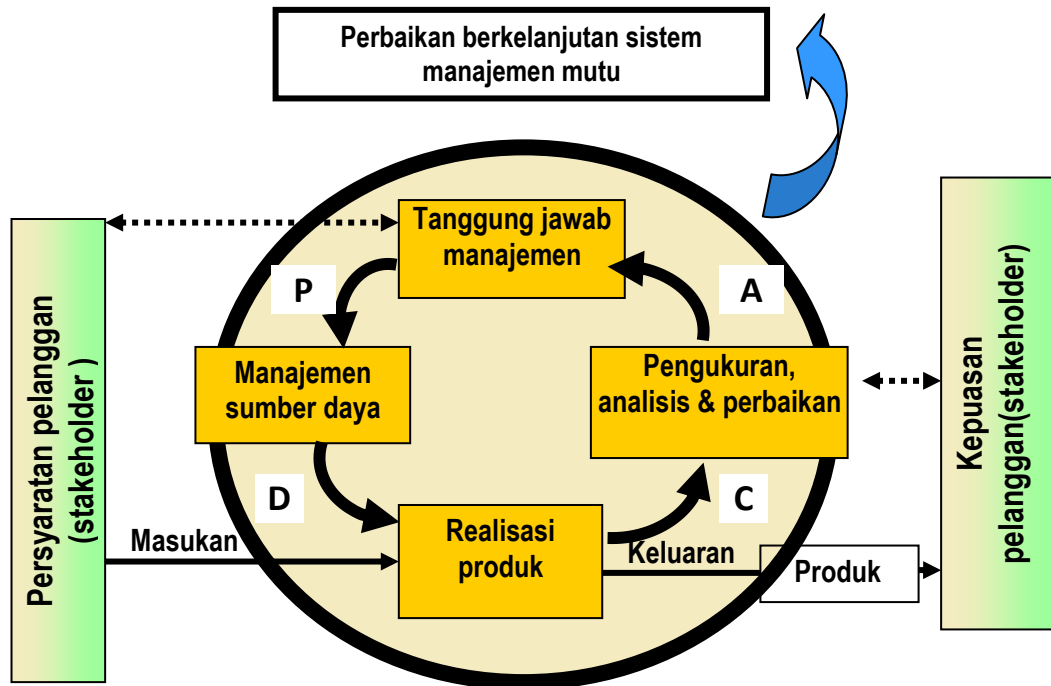 Perbaikan berkelanjutan sistem
manajemen mutu
Persyaratan pelanggan
(stakeholder )
Tanggung jawab
manajemen
P
A
Manajemen
sumber daya
Pengukuran,
analisis & perbaikan
D
C
Masukan
Realisasi
produk
Keluaran
Produk
Kepuasan
pelanggan(stakeholder)